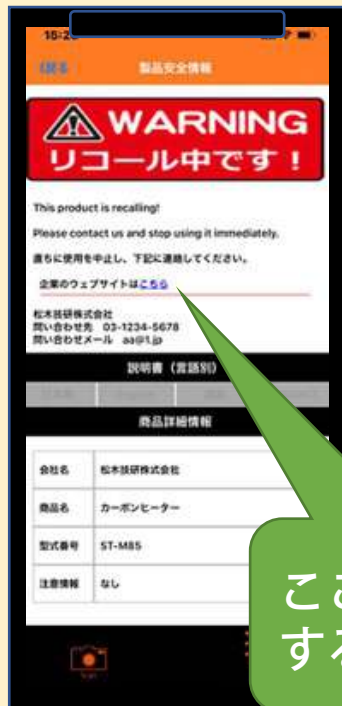 15:2
製品安全情報
WARNING
リコール中です！
This product is recalling!
Please contact us and stop using it immediately.
直ちに使用を中止し、下記に連絡してください。
企業のウェブサイトはこちら
松木技研株式会社
問い合わせ先 03-1234-5678
問い合わせメール aa@1.jp
説明書（言語別）
商品詳細情報
会社名 松木技研株式会社
商品名 カーボンヒーター
型式番号 ST-M85
注意情報 なし
ここ
する